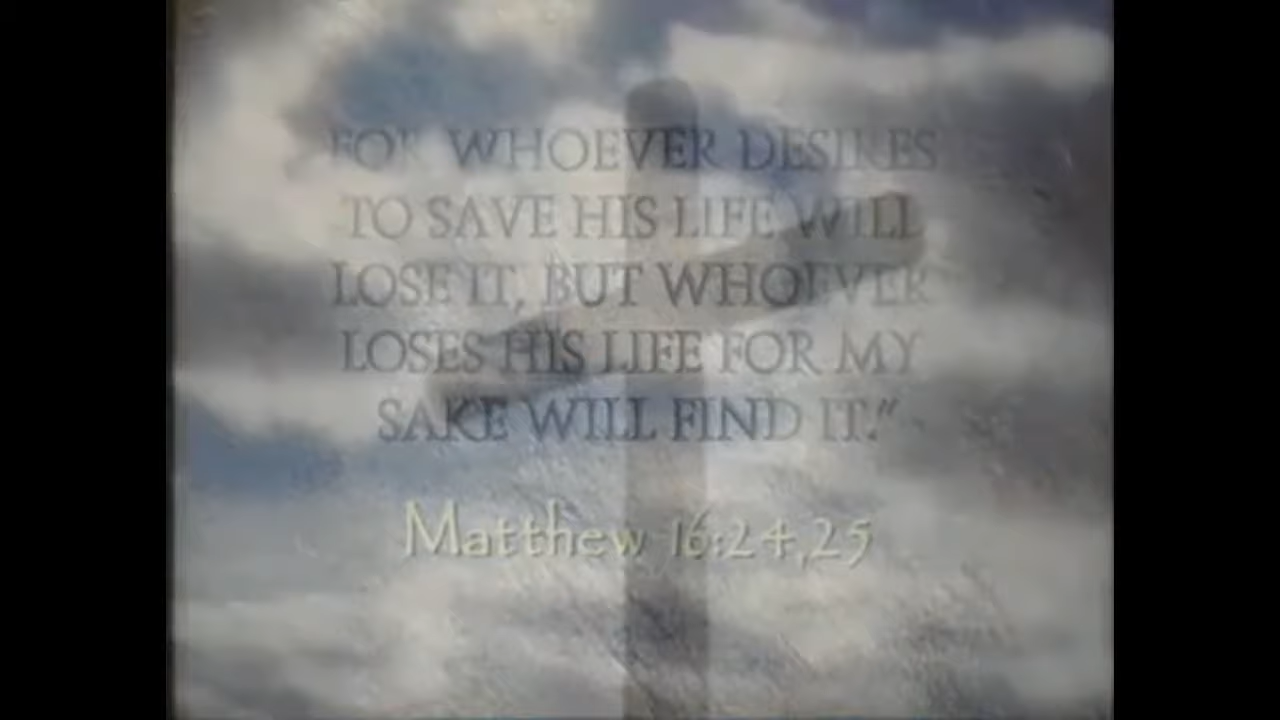 FOR WHOEVER DESIRES
TO SAVE HIS LIFE WILL
LOSE IT, BUT WHOEVER
LOSES HIS LIFE FOR MY
SAKE WILL FIND IT."
Matthew 16:24,25